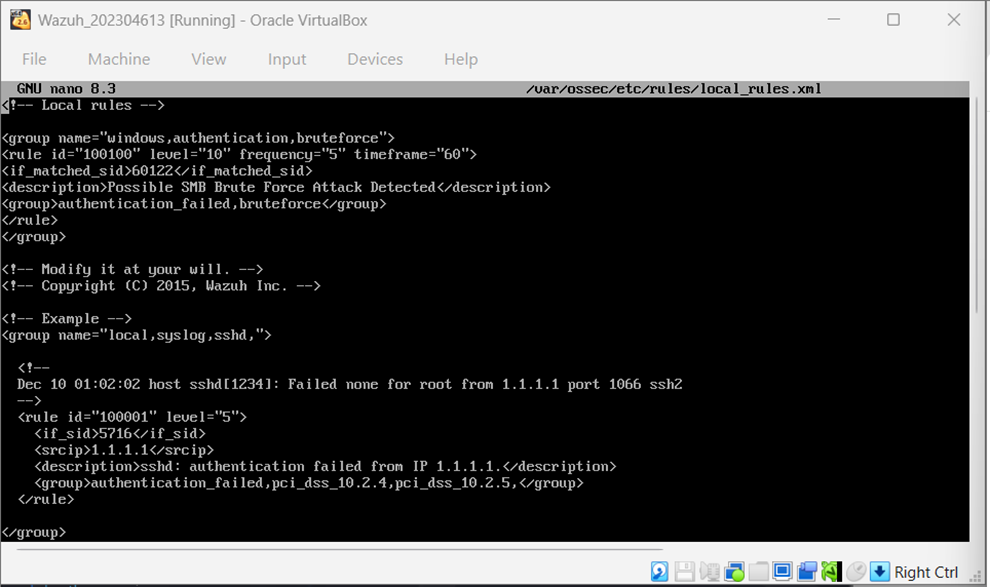 Wazuh_202304613 [Running] - Oracle VirtualBox
File Machine View Input Devices Help
GNU nano 8.3 /var/ossec/etc/rules/local_rules.xml
<!-- Local rules -->
<group name="windows,authentication,bruteforce">
<rule id="100100" level="10" frequency="5" timeframe="60">
<if_matched_sid>60122</if_matched_sid>
<description>Possible SMB Brute Force Attack Detected</description>
<group>authentication_failed,bruteforce</group>
</rule>
</group>
<!-- Modify it at your will. -->
<!-- Copyright (C) 2015, Wazuh Inc. -->
<!-- Example -->
<group name="local,syslog,sshd,">
<!--
Dec 10 01:02:02 host sshd[1234]: Failed none for root from 1.1.1.1 port 1066 ssh2
-->
<rule id="100001" level="5">
<if_sid>5716</if_sid>
<srcip>1.1.1.1</srcip>
<description>sshd: authentication failed from IP 1.1.1.1.</description>
<group>authentication_failed,pci_dss_10.2.4,pci_dss_10.2.5,</group>
</rule>
</group>
Right Ctrl